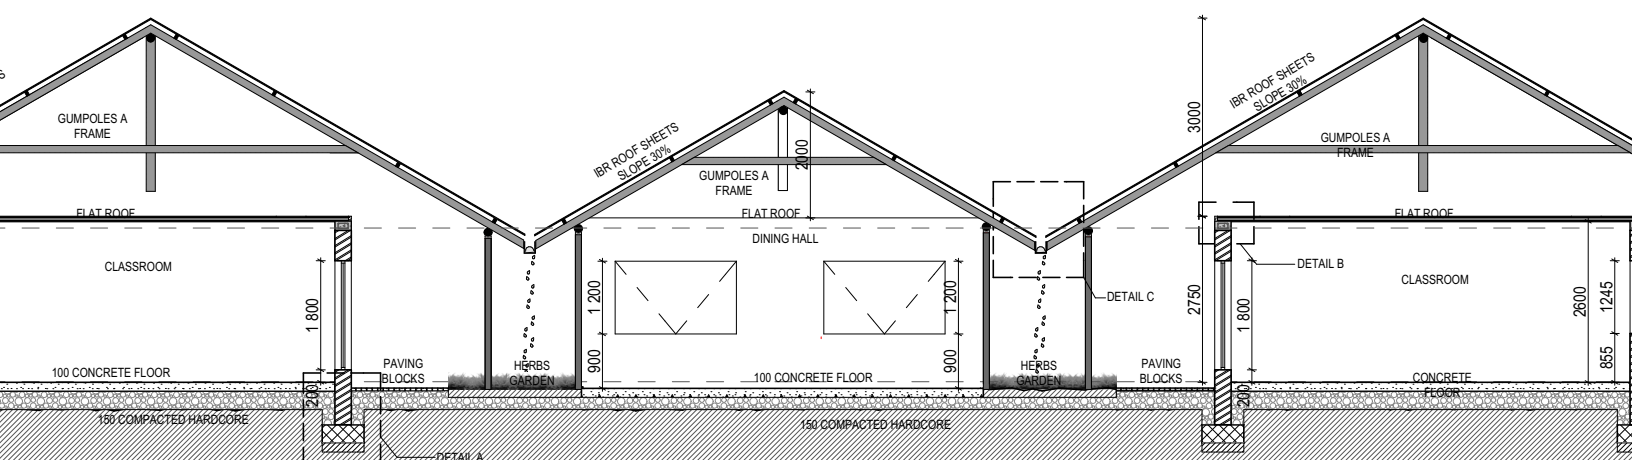 S
GUMPOLES A
FRAME
FLAT ROOF
CLASSROOM
1 800
100 CONCRETE FLOOR
200
150 COMPACTED HARDCORE
DETAIL A
PAVING
BLOCKS
HERBS
GARDEN
IBR ROOF SHEETS
SLOPE 30%
GUMPOLES A
FRAME
2000
FLAT ROOF
DINING HALL
1 200
900
1 200
900
100 CONCRETE FLOOR
150 COMPACTED HARDCORE
HERBS
GARDEN
DETAIL C
PAVING
BLOCKS
3000
2750
IBR ROOF SHEETS
SLOPE 30%
GUMPOLES A
FRAME
FLAT ROOF
DETAIL B
CLASSROOM
1 800
200
2600
1245
855
CONCRETE
FLOOR